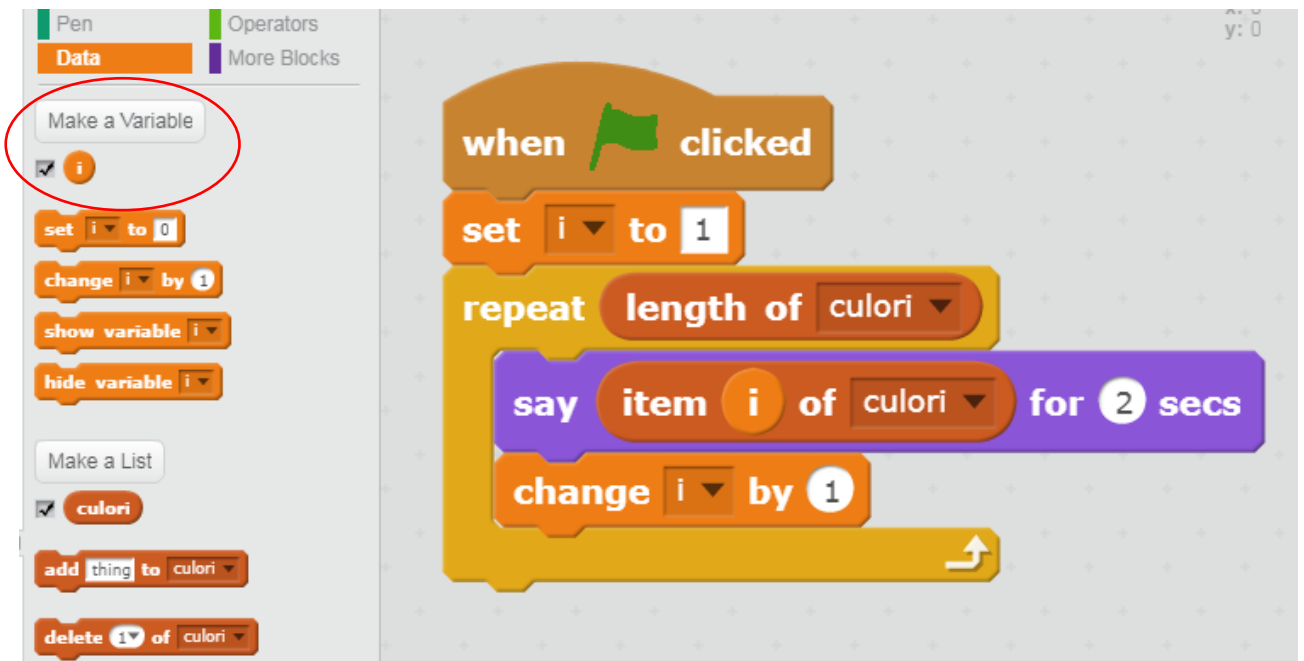 Pen
Operators
Data
More Blocks
Make a Variable
i
set i to 0
change i by 1
show variable i
hide variable i
Make a List
culori
add thing to culori
delete 1 of culori
y: 0
when clicked
set i to 1
repeat length of culori
say item i of culori for 2 secs
change i by 1